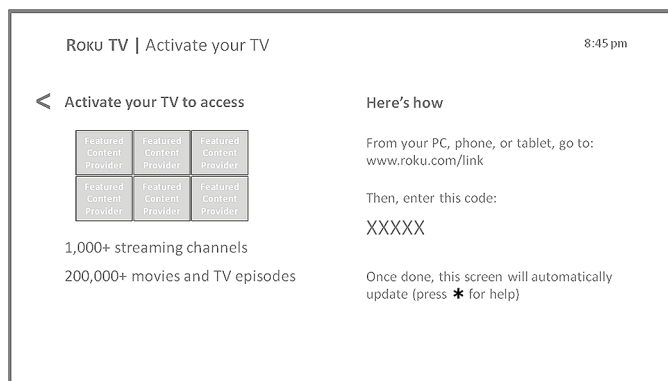 ROKU TV | Activate your TV
8:45 pm
< Activate your TV to access
Featured Content Provider
Featured Content Provider
Featured Content Provider
Featured Content Provider
Featured Content Provider
Featured Content Provider
1,000+ streaming channels
200,000+ movies and TV episodes
Here's how
From your PC, phone, or tablet, go to:
www.roku.com/link
Then, enter this code:
XXXXX
Once done, this screen will automatically
update (press * for help)